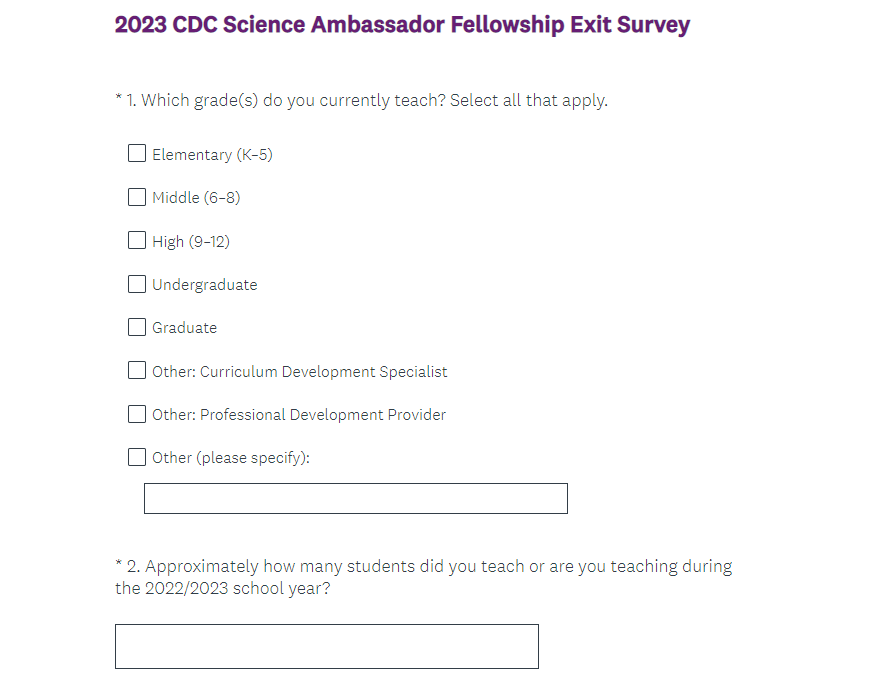 2023 CDC Science Ambassador Fellowship Exit Survey
* 1. Which grade(s) do you currently teach? Select all that apply.
Elementary (K–5)
Middle (6–8)
High (9–12)
Undergraduate
Graduate
Other: Curriculum Development Specialist
Other: Professional Development Provider
Other (please specify):
* 2. Approximately how many students did you teach or are you teaching during
the 2022/2023 school year?